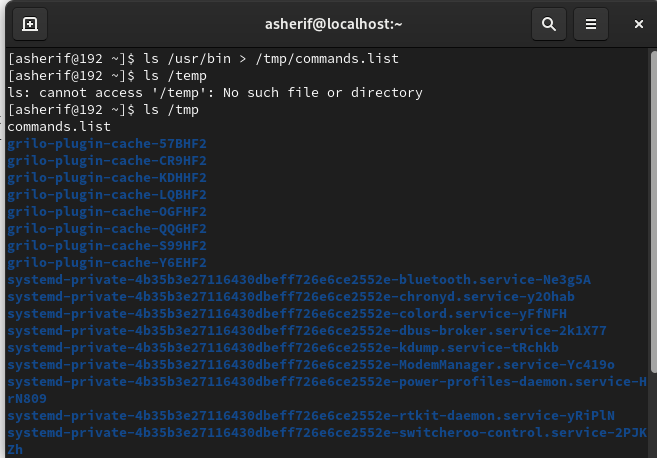 asherif@localhost:~
[asherif@192 ~]$ ls /usr/bin > /tmp/commands.list
[asherif@192 ~]$ ls /temp
ls: cannot access '/temp': No such file or directory
[asherif@192 ~]$ ls /tmp
commands.list
grilo-plugin-cache-57BHF2
grilo-plugin-cache-CR9HF2
grilo-plugin-cache-KDHHF2
grilo-plugin-cache-LQBHF2
grilo-plugin-cache-OGFHF2
grilo-plugin-cache-QQGHF2
grilo-plugin-cache-S99HF2
grilo-plugin-cache-Y6EHF2
systemd-private-4b35b3e27116430dbeff726e6ce2552e-bluetooth.service-Ne3g5A
systemd-private-4b35b3e27116430dbeff726e6ce2552e-chronyd.service-y2Ohab
systemd-private-4b35b3e27116430dbeff726e6ce2552e-colord.service-yFfNFH
systemd-private-4b35b3e27116430dbeff726e6ce2552e-dbus-broker.service-2k1X77
systemd-private-4b35b3e27116430dbeff726e6ce2552e-kdump.service-tRchkb
systemd-private-4b35b3e27116430dbeff726e6ce2552e-ModemManager.service-Yc419o
systemd-private-4b35b3e27116430dbeff726e6ce2552e-power-profiles-daemon.service-H
rN809
systemd-private-4b35b3e27116430dbeff726e6ce2552e-rtkit-daemon.service-yRiPlN
systemd-private-4b35b3e27116430dbeff726e6ce2552e-switcheroo-control.service-2PJK
Zh